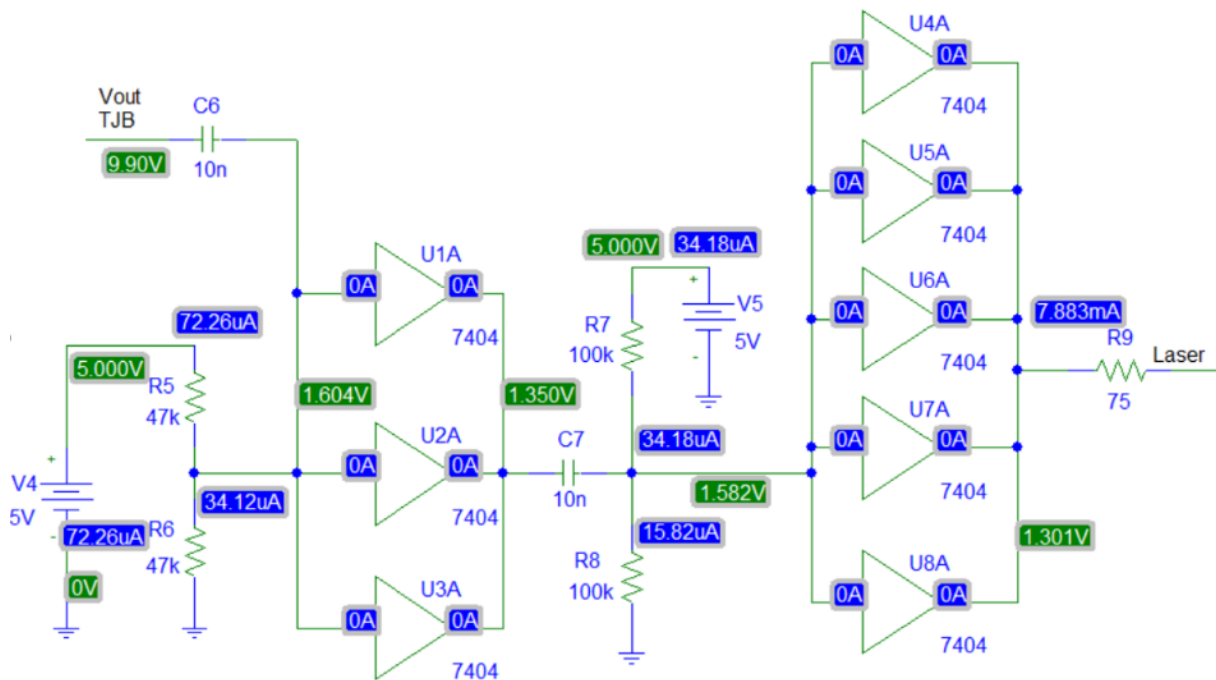 Vout
TJB
C6
9.90V
10n
U1A
0A
0A
7404
72.26uA
5.000V
R5
47k
1.604V
1.350V
U2A
0A
0A
7404
+
V4
5V
-
72.26uA
34.12uA
R6
47k
0V
U3A
0A
0A
7404
C7
10n
5.000V
34.18uA
+
V5
5V
-
R7
100k
34.18uA
1.582V
15.82uA
R8
100k
U4A
0A
0A
7404
U5A
0A
0A
7404
U6A
0A
0A
7404
7.883mA
R9
75
Laser
U7A
0A
0A
7404
1.301V
U8A
0A
0A
7404